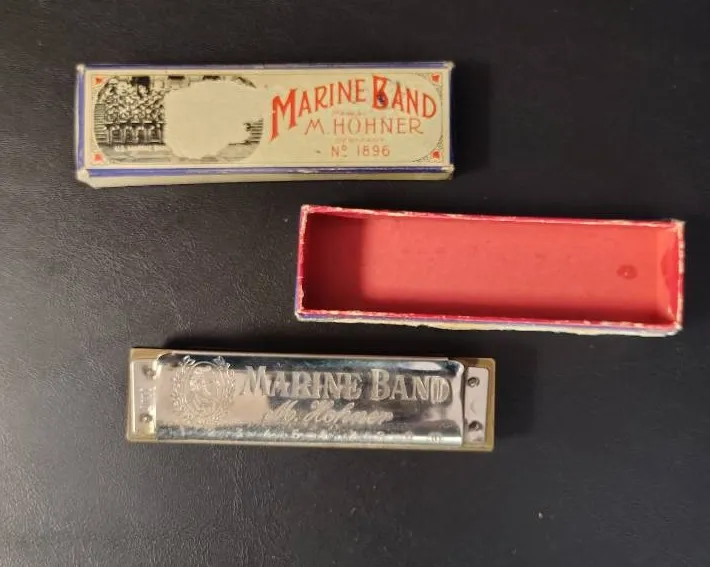 MARINE BAND
M. HOHNER
Nº 1896
MARINE BAND
M. Hohner